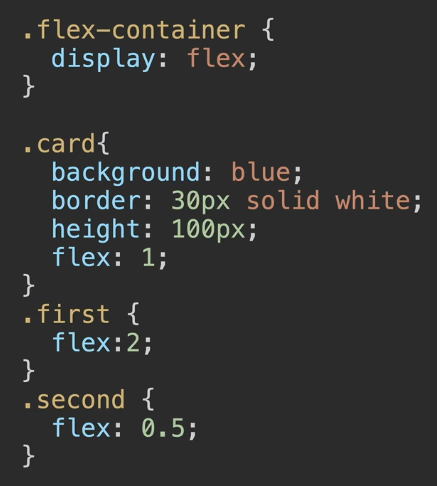 .flex-container {
  display: flex;
}

.card{
  background: blue;
  border: 30px solid white;
  height: 100px;
  flex: 1;
}
.first {
  flex:2;
}
.second {
  flex: 0.5;
}